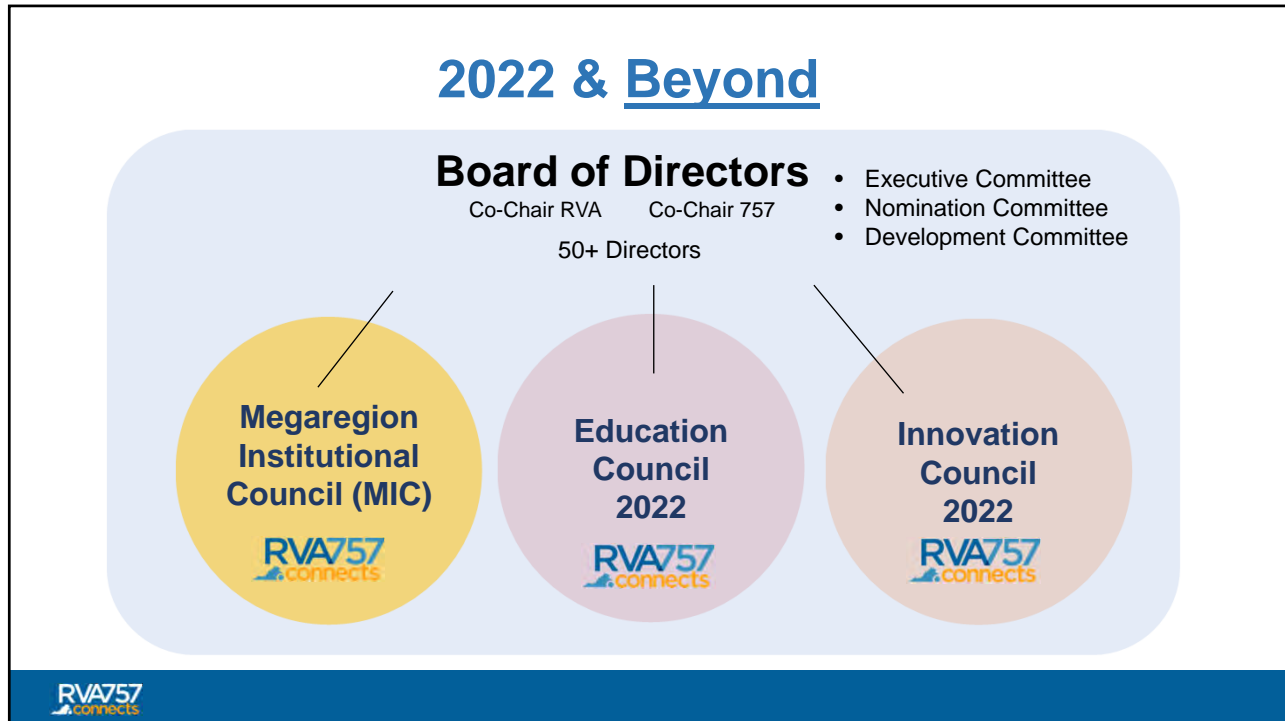 2022 & Beyond
Board of Directors
Co-Chair RVA Co-Chair 757
50+ Directors
• Executive Committee
• Nomination Committee
• Development Committee
Megaregion
Institutional
Council (MIC)
RVA757
connects
Education
Council
2022
RVA757
connects
Innovation
Council
2022
RVA757
connects
RVA757
connects